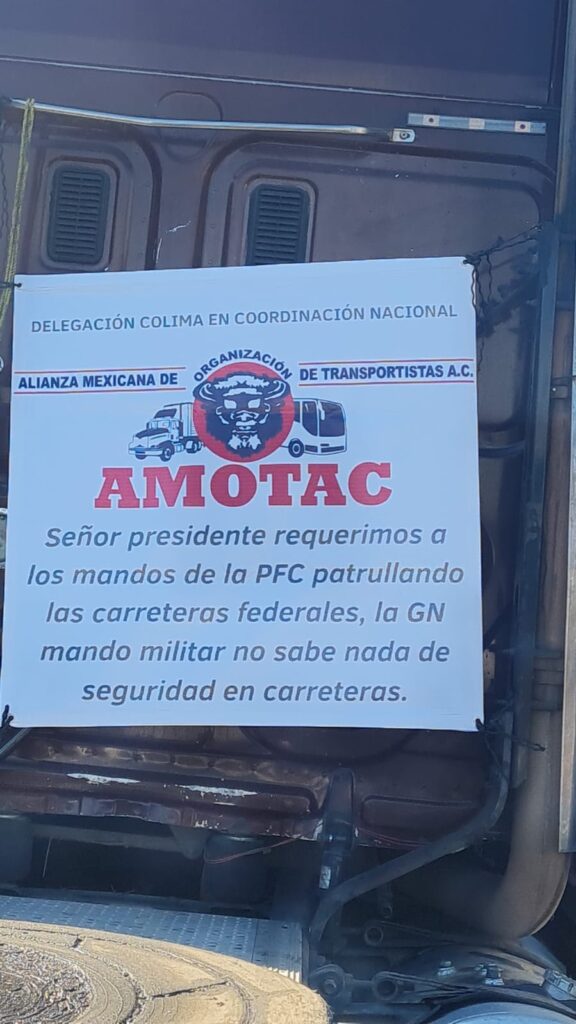 DELEGACIÓN COLIMA EN COORDINACIÓN NACIONAL
ALIANZA MEXICANA DE ORGANIZACIÓN DE TRANSPORTISTAS A.C.
AMOTAC
Señor presidente requerimos a
los mandos de la PFC patrullando
las carreteras federales, la GN
mando militar no sabe nada de
seguridad en carreteras.